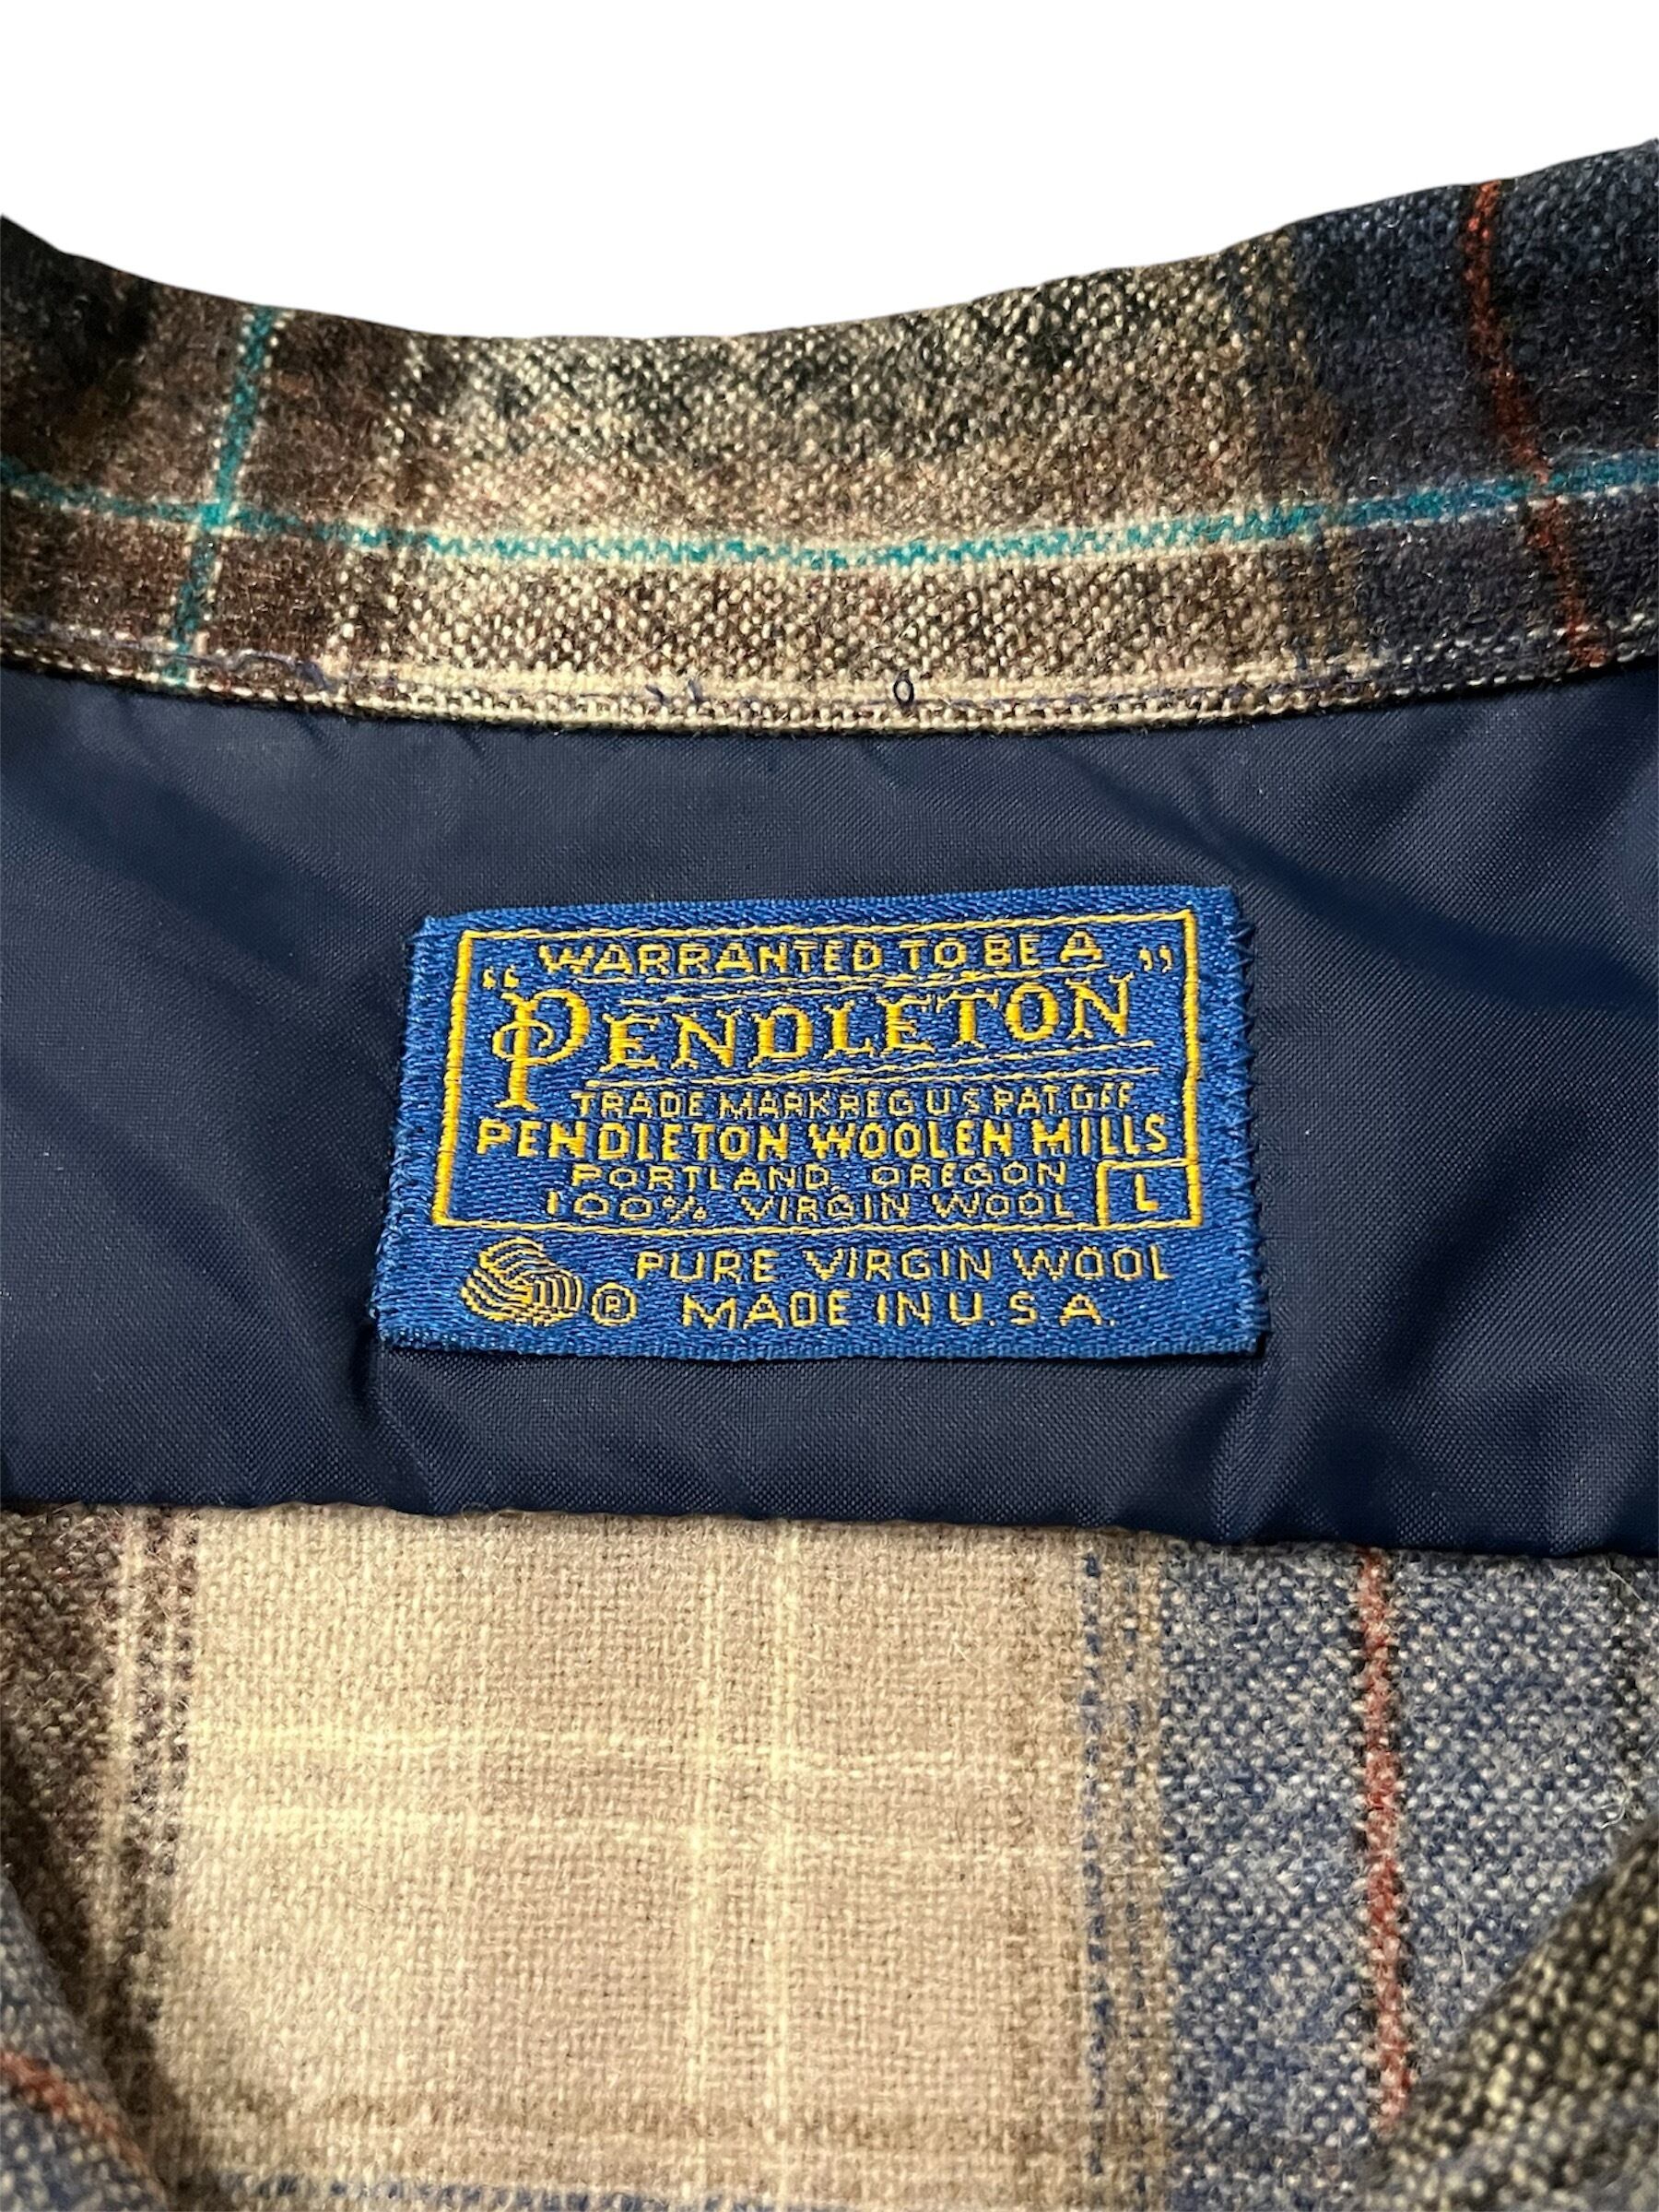 WARRANTED TO BE A
"PENDLETON"
TRADE MARK REG U S PAT. OFF.
PENDLETON WOOLEN MILLS
PORTLAND, OREGON
100% VIRGIN WOOL L
® PURE VIRGIN WOOL
MADE IN U.S.A.